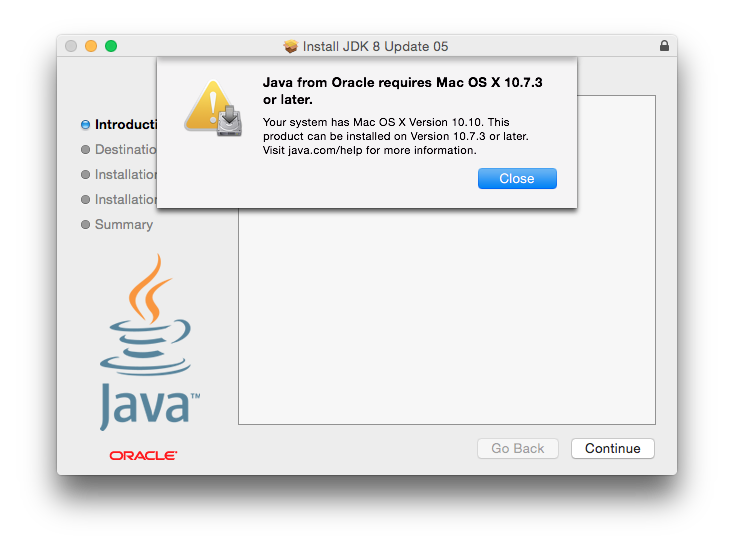 Install JDK 8 Update 05
Java from Oracle requires Mac OS X 10.7.3
or later.
Your system has Mac OS X Version 10.10. This
product can be installed on Version 10.7.3 or later.
Visit java.com/help for more information.
Close
Introducti
Destinatio
Installation
Installation
Summary
Java™
ORACLE®
Go Back
Continue